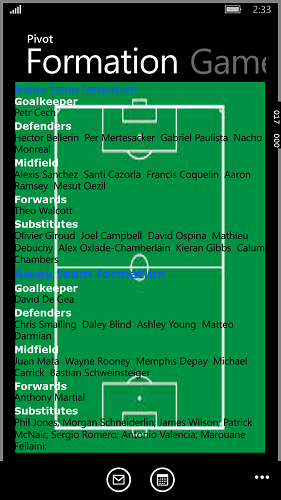 2:33
Pivot
Formation Game
Home team formation
Goalkeeper
Petr Cech
Defenders
Hector Bellerin Per Mertesacker Gabriel Paulista Nacho
Monreal
Midfield
Alexis Sanchez Santi Cazorla Francis Coquelin Aaron
Ramsey Mesut Oezil
Forwards
Theo Walcott
Substitutes
Olivier Giroud Joel Campbell David Ospina Mathieu
Debuchy Alex Oxlade-Chamberlain Kieran Gibbs Calum
Chambers
Away team formation
Goalkeeper
David De Gea
Defenders
Chris Smalling Daley Blind Ashley Young Matteo
Darmian
Midfield
Juan Mata Wayne Rooney Memphis Depay Michael
Carrick Bastian Schweinsteiger
Forwards
Anthony Martial
Substitutes
Phil Jones; Morgan Schneiderlin; James Wilson; Patrick
McNair; Sergio Romero; Antonio Valencia; Marouane
Fellaini;
017 000